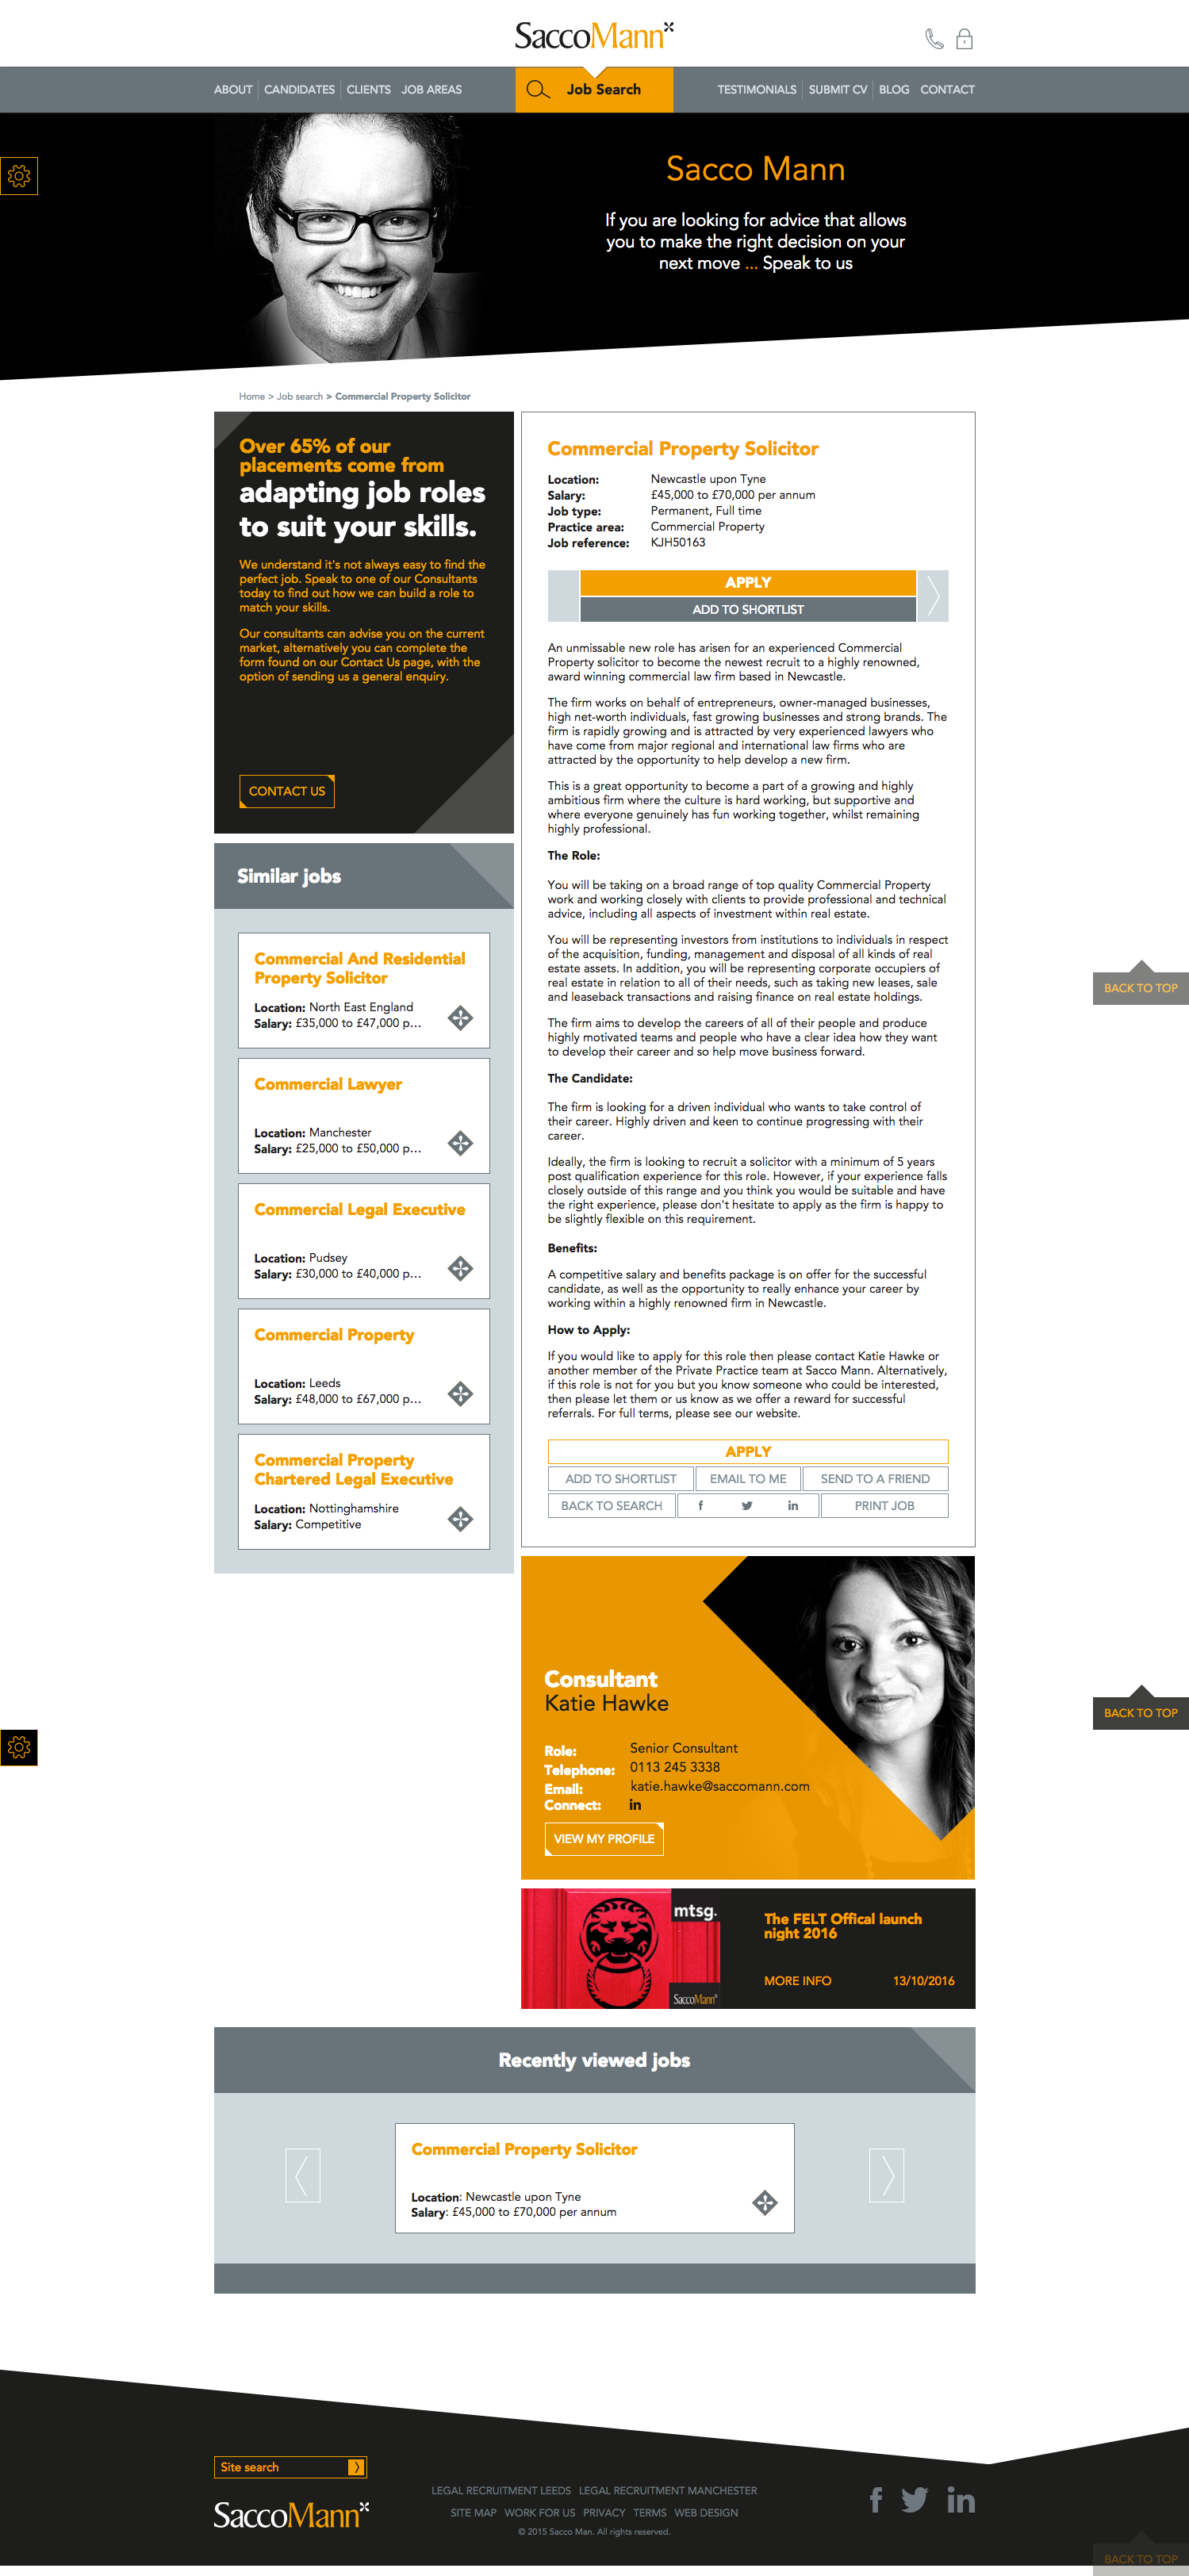 SaccoMann
ABOUT CANDIDATES CLIENTS JOB AREAS
Job Search
TESTIMONIALS SUBMIT CV BLOG CONTACT
Sacco Mann
If you are looking for advice that allows
you to make the right decision on your
next move ... Speak to us
Home > Job search > Commercial Property Solicitor
Over 65% of our
placements come from
adapting job roles
to suit your skills.
We understand it's not always easy to find the
perfect job. Speak to one of our Consultants
today to find out how we can build a role to
match your skills.
Our consultants can advise you on the current
market, alternatively you can complete the
form found on our Contact Us page, with the
option of sending us a general enquiry.
CONTACT US
Similar jobs
Commercial And Residential
Property Solicitor
Location: North East England
Salary: £35,000 to £47,000 p...
Commercial Lawyer
Location: Manchester
Salary: £25,000 to £50,000 p...
Commercial Legal Executive
Location: Pudsey
Salary: £30,000 to £40,000 p...
Commercial Property
Location: Leeds
Salary: £48,000 to £67,000 p...
Commercial Property
Chartered Legal Executive
Location: Nottinghamshire
Salary: Competitive
Commercial Property Solicitor
Location: Newcastle upon Tyne
Salary: £45,000 to £70,000 per annum
Job type: Permanent, Full time
Practice area: Commercial Property
Job reference: KJH50163
APPLY
ADD TO SHORTLIST
An unmissable new role has arisen for an experienced Commercial
Property solicitor to become the newest recruit to a highly renowned,
award winning commercial law firm based in Newcastle.
The firm works on behalf of entrepreneurs, owner-managed businesses,
high net-worth individuals, fast growing businesses and strong brands. The
firm is rapidly growing and is attracted by very experienced lawyers who
have come from major regional and international law firms who are
attracted by the opportunity to help develop a new firm.
This is a great opportunity to become a part of a growing and highly
ambitious firm where the culture is hard working, but supportive and
where everyone genuinely has fun working together, whilst remaining
highly professional.
The Role:
You will be taking on a broad range of top quality Commercial Property
work and working closely with clients to provide professional and technical
advice, including all aspects of investment within real estate.
You will be representing investors from institutions to individuals in respect
of the acquisition, funding, management and disposal of all kinds of real
estate assets. In addition, you will be representing corporate occupiers of
real estate in relation to all of their needs, such as taking new leases, sale
and leaseback transactions and raising finance on real estate holdings.
The firm aims to develop the careers of all of their people and produce
highly motivated teams and people who have a clear idea how they want
to develop their career and so help move business forward.
The Candidate:
The firm is looking for a driven individual who wants to take control of
their career. Highly driven and keen to continue progressing with their
career.
Ideally, the firm is looking to recruit a solicitor with a minimum of 5 years
post qualification experience for this role. However, if your experience falls
closely outside of this range and you think you would be suitable and have
the right experience, please don't hesitate to apply as the firm is happy to
be slightly flexible on this requirement.
Benefits:
A competitive salary and benefits package is on offer for the successful
candidate, as well as the opportunity to really enhance your career by
working within a highly renowned firm in Newcastle.
How to Apply:
If you would like to apply for this role then please contact Katie Hawke or
another member of the Private Practice team at Sacco Mann. Alternatively,
if this role is not for you but you know someone who could be interested,
then please let them or us know as we offer a reward for successful
referrals. For full terms, please see our website.
APPLY
ADD TO SHORTLIST EMAIL TO ME SEND TO A FRIEND
BACK TO SEARCH f in PRINT JOB
BACK TO TOP
Consultant
Katie Hawke
Role: Senior Consultant
Telephone: 0113 245 3338
Email: katie.hawke@saccomann.com
Connect: in
VIEW MY PROFILE
BACK TO TOP
mtsg.
SaccoMann
The FELT Offical launch
night 2016
MORE INFO 13/10/2016
Recently viewed jobs
Commercial Property Solicitor
Location: Newcastle upon Tyne
Salary: £45,000 to £70,000 per annum
Site search
SaccoMann
LEGAL RECRUITMENT LEEDS LEGAL RECRUITMENT MANCHESTER
SITE MAP WORK FOR US PRIVACY TERMS WEB DESIGN
© 2015 Sacco Man. All rights reserved.
f in
BACK TO TOP